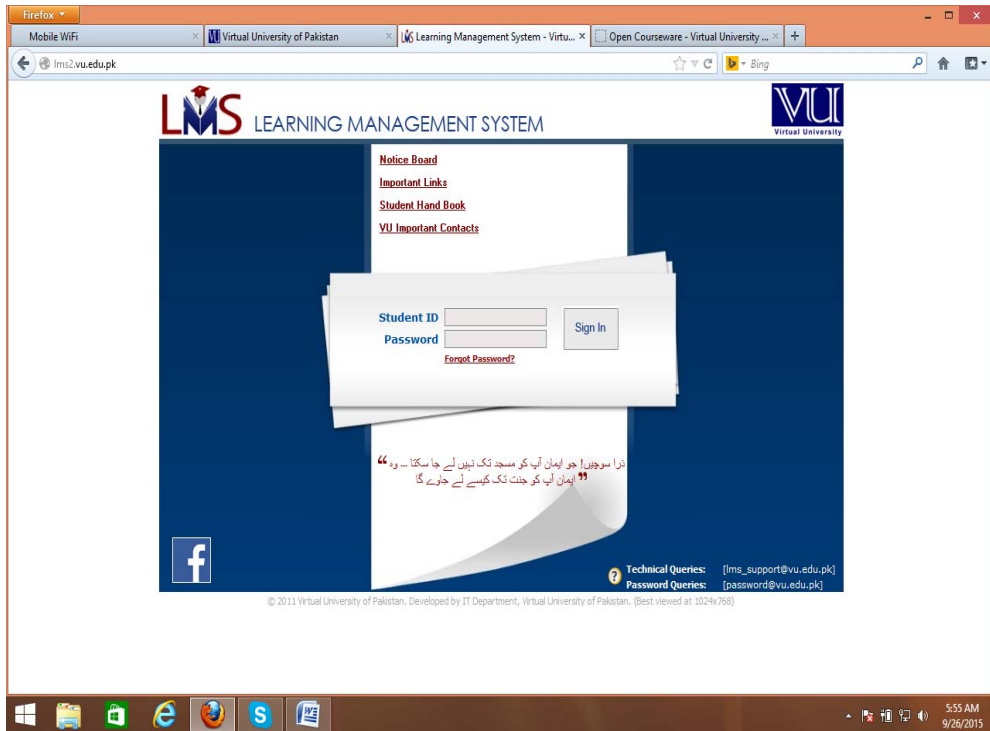 Firefox
Mobile WiFi
Virtual University of Pakistan
Learning Management System - Virtu...
Open Courseware - Virtual University ...
lms2.vu.edu.pk
Bing
LMS LEARNING MANAGEMENT SYSTEM
VU
Virtual University
Notice Board
Important Links
Student Hand Book
VU Important Contacts
Student ID
Password
Sign In
Forgot Password?
ذرا سوچیں! جو ایمان آپ کو مسجد تک نہیں لے جا سکتا – وہ “
” ایمان آپ کو جنت تک کیسے لے جاوے گا
f
? Technical Queries: [lms_support@vu.edu.pk]
Password Queries: [password@vu.edu.pk]
© 2011 Virtual University of Pakistan. Developed by IT Department, Virtual University of Pakistan. (Best viewed at 1024x768)
5:55 AM
9/26/2015